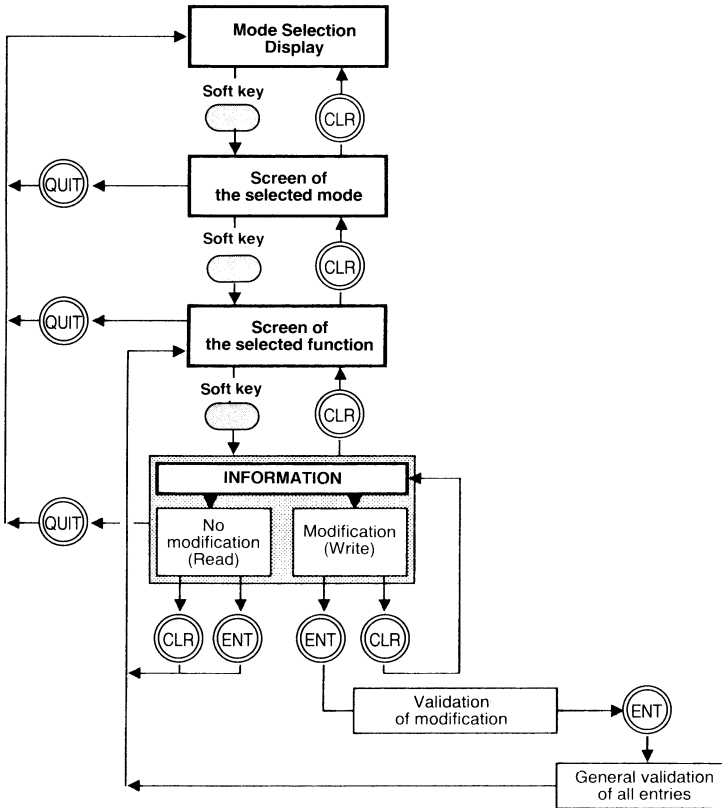 Mode Selection
Display
Soft key
CLR
QUIT
Screen of
the selected mode
Soft key
CLR
QUIT
Screen of
the selected function
Soft key
CLR
INFORMATION
QUIT
No
modification
(Read)
Modification
(Write)
CLR
ENT
ENT
CLR
Validation
of modification
ENT
General validation
of all entries